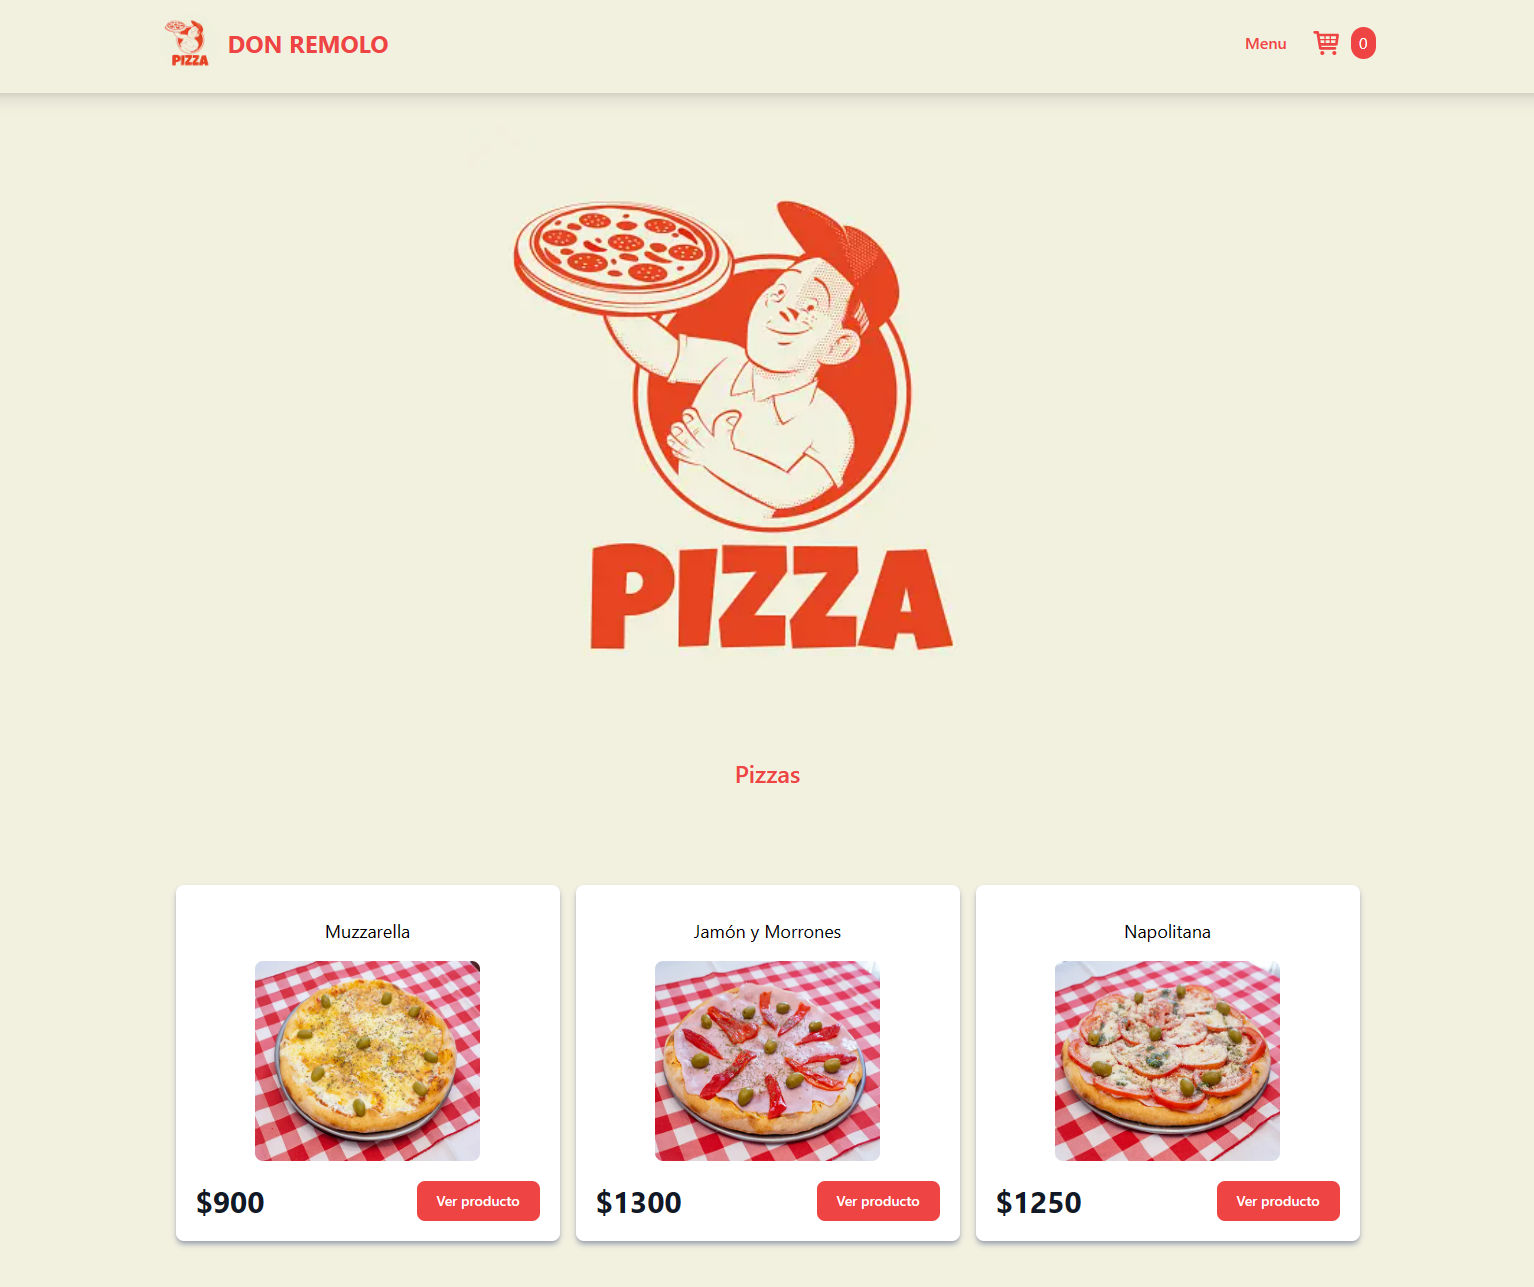 PIZZA
DON REMOLO
Menu
0
PIZZA
Pizzas
Muzzarella
Jamón y Morrones
Napolitana
$900
Ver producto
$1300
Ver producto
$1250
Ver producto